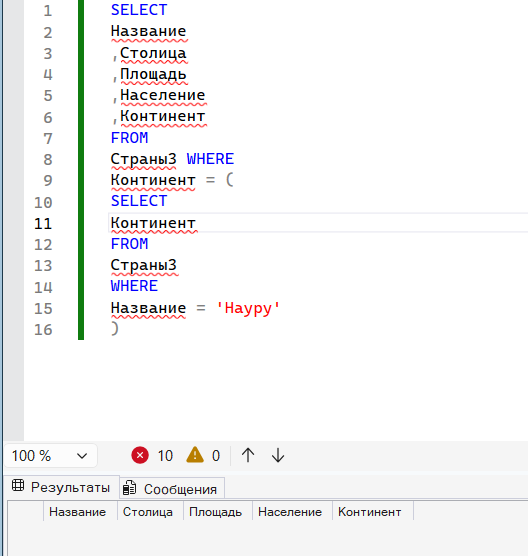 1 SELECT
2 Название
3 ,Столица
4 ,Площадь
5 ,Население
6 ,Континент
7 FROM
8 Страны3 WHERE
9 Континент = (
10 SELECT
11 Континент
12 FROM
13 Страны3
14 WHERE
15 Название = 'Науру'
16 )
100 % 10 0
Результаты Сообщения
Название Столица Площадь Население Континент